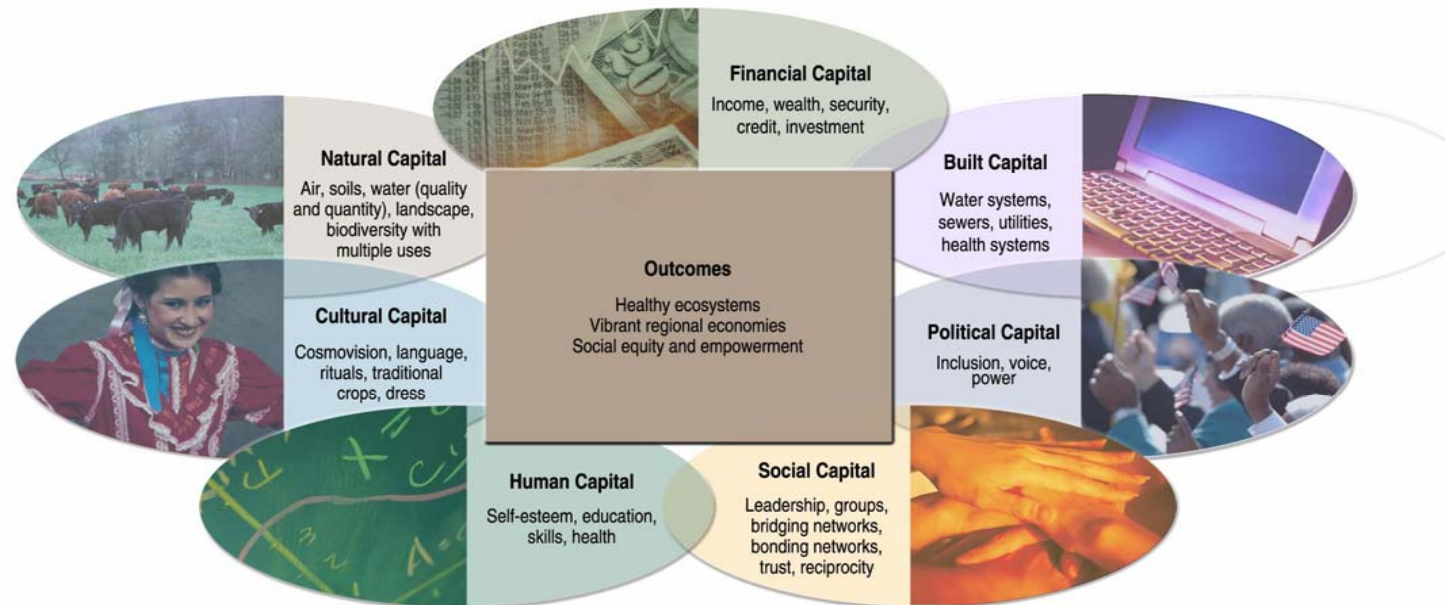 Financial Capital
Income, wealth, security,
credit, investment
Natural Capital
Air, soils, water (quality
and quantity), landscape,
biodiversity with
multiple uses
Built Capital
Water systems,
sewers, utilities,
health systems
Outcomes
Healthy ecosystems
Vibrant regional economies
Social equity and empowerment
Cultural Capital
Cosmovision, language,
rituals, traditional
crops, dress
Political Capital
Inclusion, voice,
power
Human Capital
Self-esteem, education,
skills, health
Social Capital
Leadership, groups,
bridging networks,
bonding networks,
trust, reciprocity